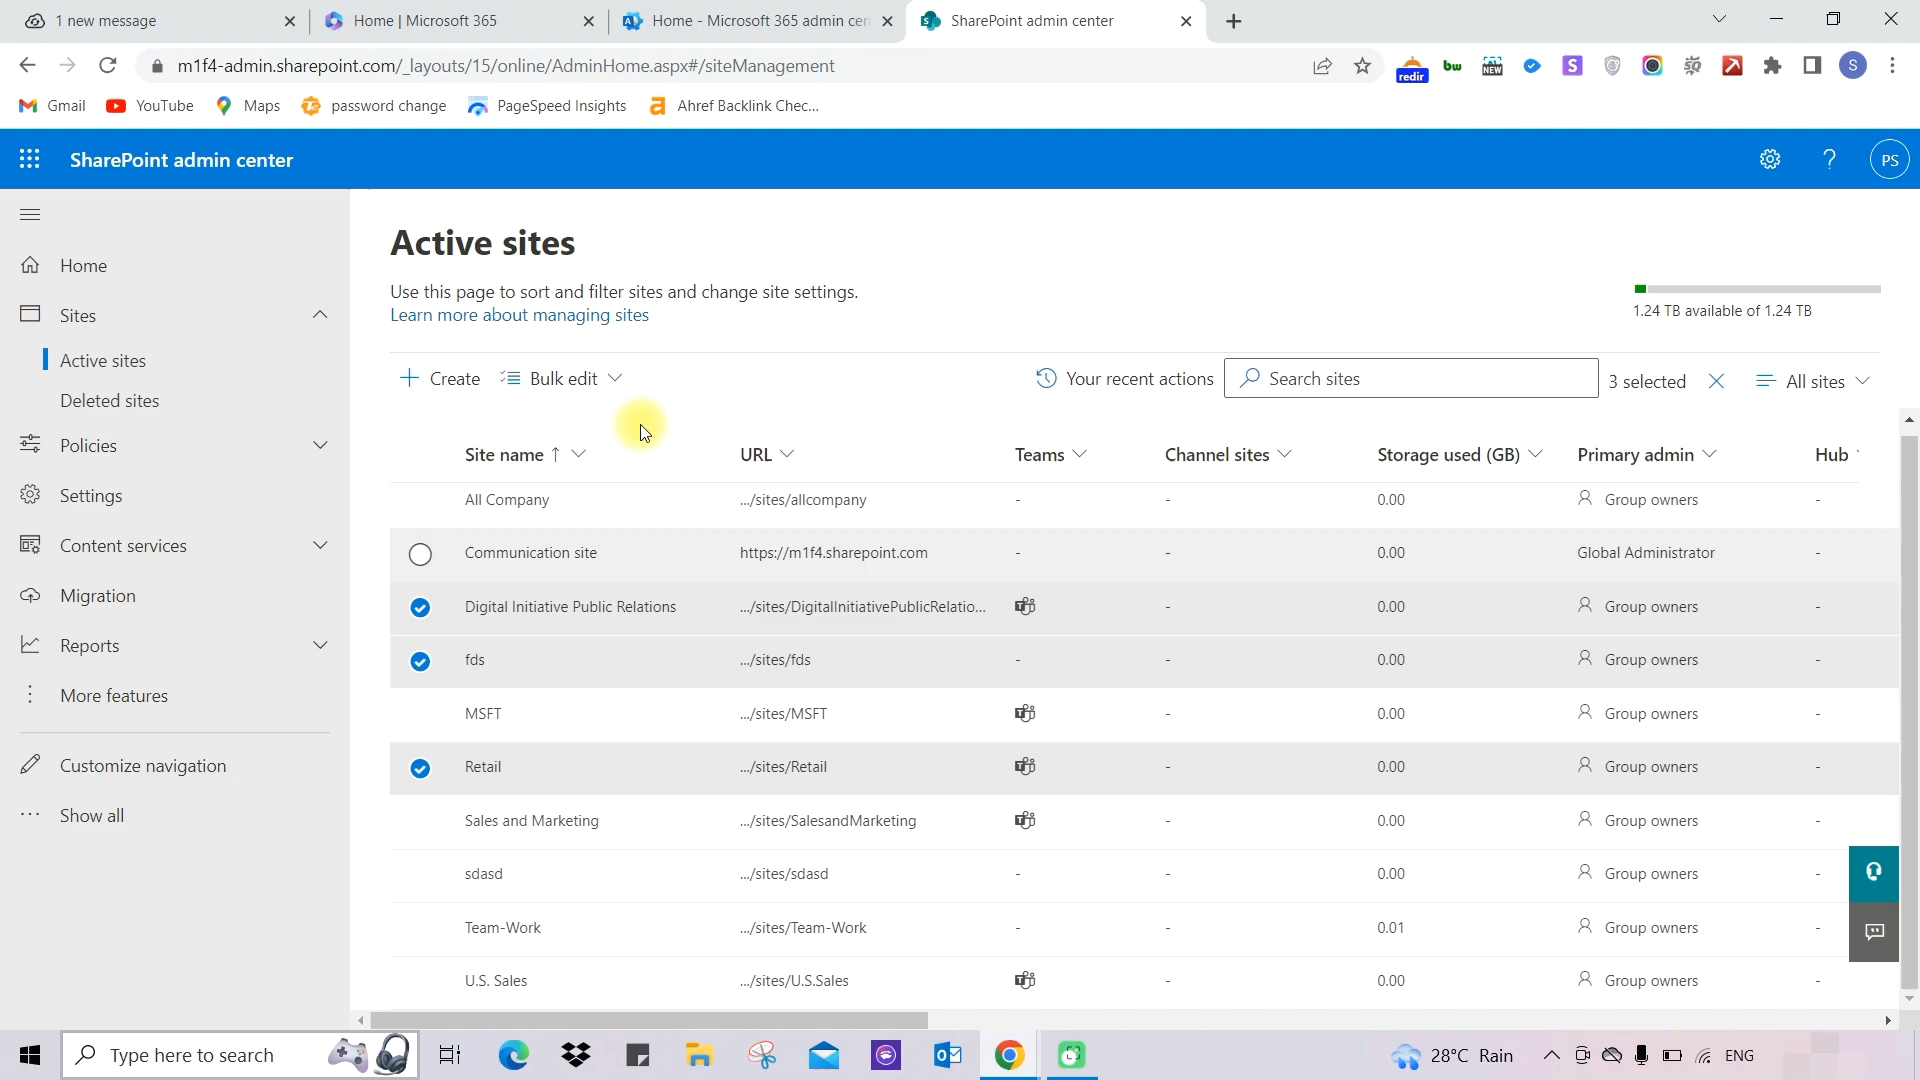 1 new message
Home | Microsoft 365
Home - Microsoft 365 admin cen
SharePoint admin center
m1f4-admin.sharepoint.com/_layouts/15/online/AdminHome.aspx#/siteManagement
redir
bw
NEW
S
S
Gmail
YouTube
Maps
password change
PageSpeed Insights
Ahref Backlink Chec...
SharePoint admin center
?
PS
Home
Sites
Active sites
Deleted sites
Policies
Settings
Content services
Migration
Reports
More features
Customize navigation
Show all
Active sites
Use this page to sort and filter sites and change site settings.
Learn more about managing sites
1.24 TB available of 1.24 TB
Create
Bulk edit
Your recent actions
Search sites
3 selected
All sites
Site name ↑ URL Teams Channel sites Storage used (GB) Primary admin Hub
All Company .../sites/allcompany - - 0.00 Group owners -
Communication site https://m1f4.sharepoint.com - - 0.00 Global Administrator -
Digital Initiative Public Relations .../sites/DigitalInitiativePublicRelatio... - 0.00 Group owners -
fds .../sites/fds - - 0.00 Group owners -
MSFT .../sites/MSFT - 0.00 Group owners -
Retail .../sites/Retail - 0.00 Group owners -
Sales and Marketing .../sites/SalesandMarketing - 0.00 Group owners -
sdasd .../sites/sdasd - - 0.00 Group owners -
Team-Work .../sites/Team-Work - - 0.01 Group owners -
U.S. Sales .../sites/U.S.Sales - 0.00 Group owners -
Type here to search
28°C Rain
ENG